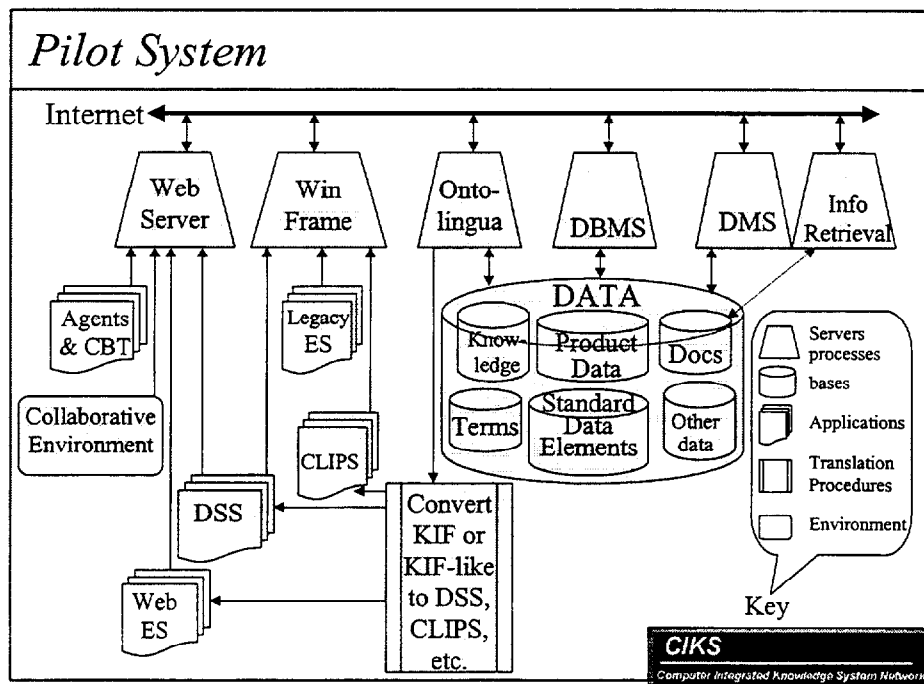 Pilot System
Internet
Web
Server
Win
Frame
Onto-
lingua
DBMS
DMS
Info
Retrieval
Agents
& CBT
Legacy
ES
Collaborative
Environment
CLIPS
DSS
Web
ES
Convert
KIF or
KIF-like
to DSS,
CLIPS,
etc.
DATA
Know-
ledge
Product
Data
Docs
Terms
Standard
Data
Elements
Other
data
Servers
processes
bases
Applications
Translation
Procedures
Environment
Key
CIKS
Computer Integrated Knowledge System Network